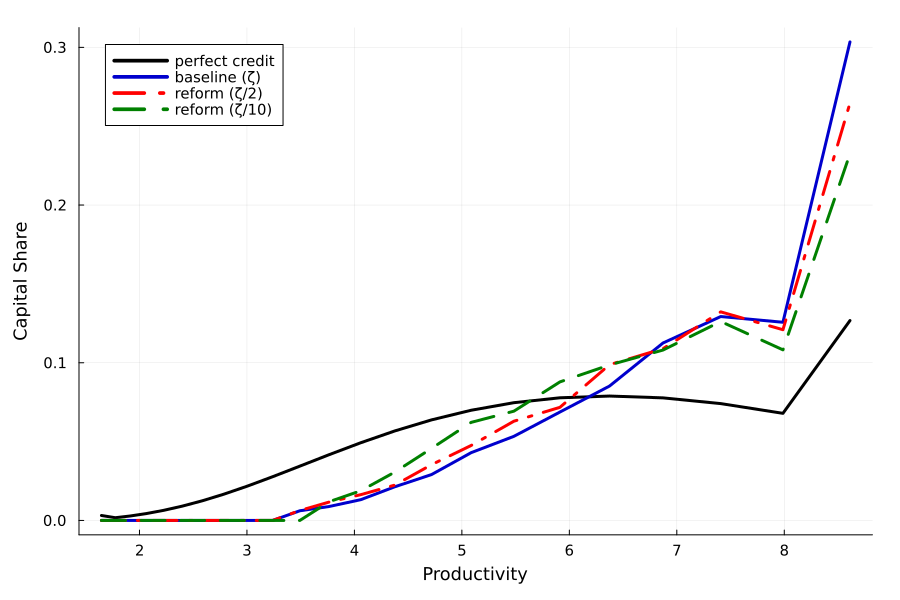 0.3
0.2
0.1
0.0
Capital Share
perfect credit
baseline (ζ)
reform (ζ/2)
reform (ζ/10)
2 3 4 5 6 7 8
Productivity